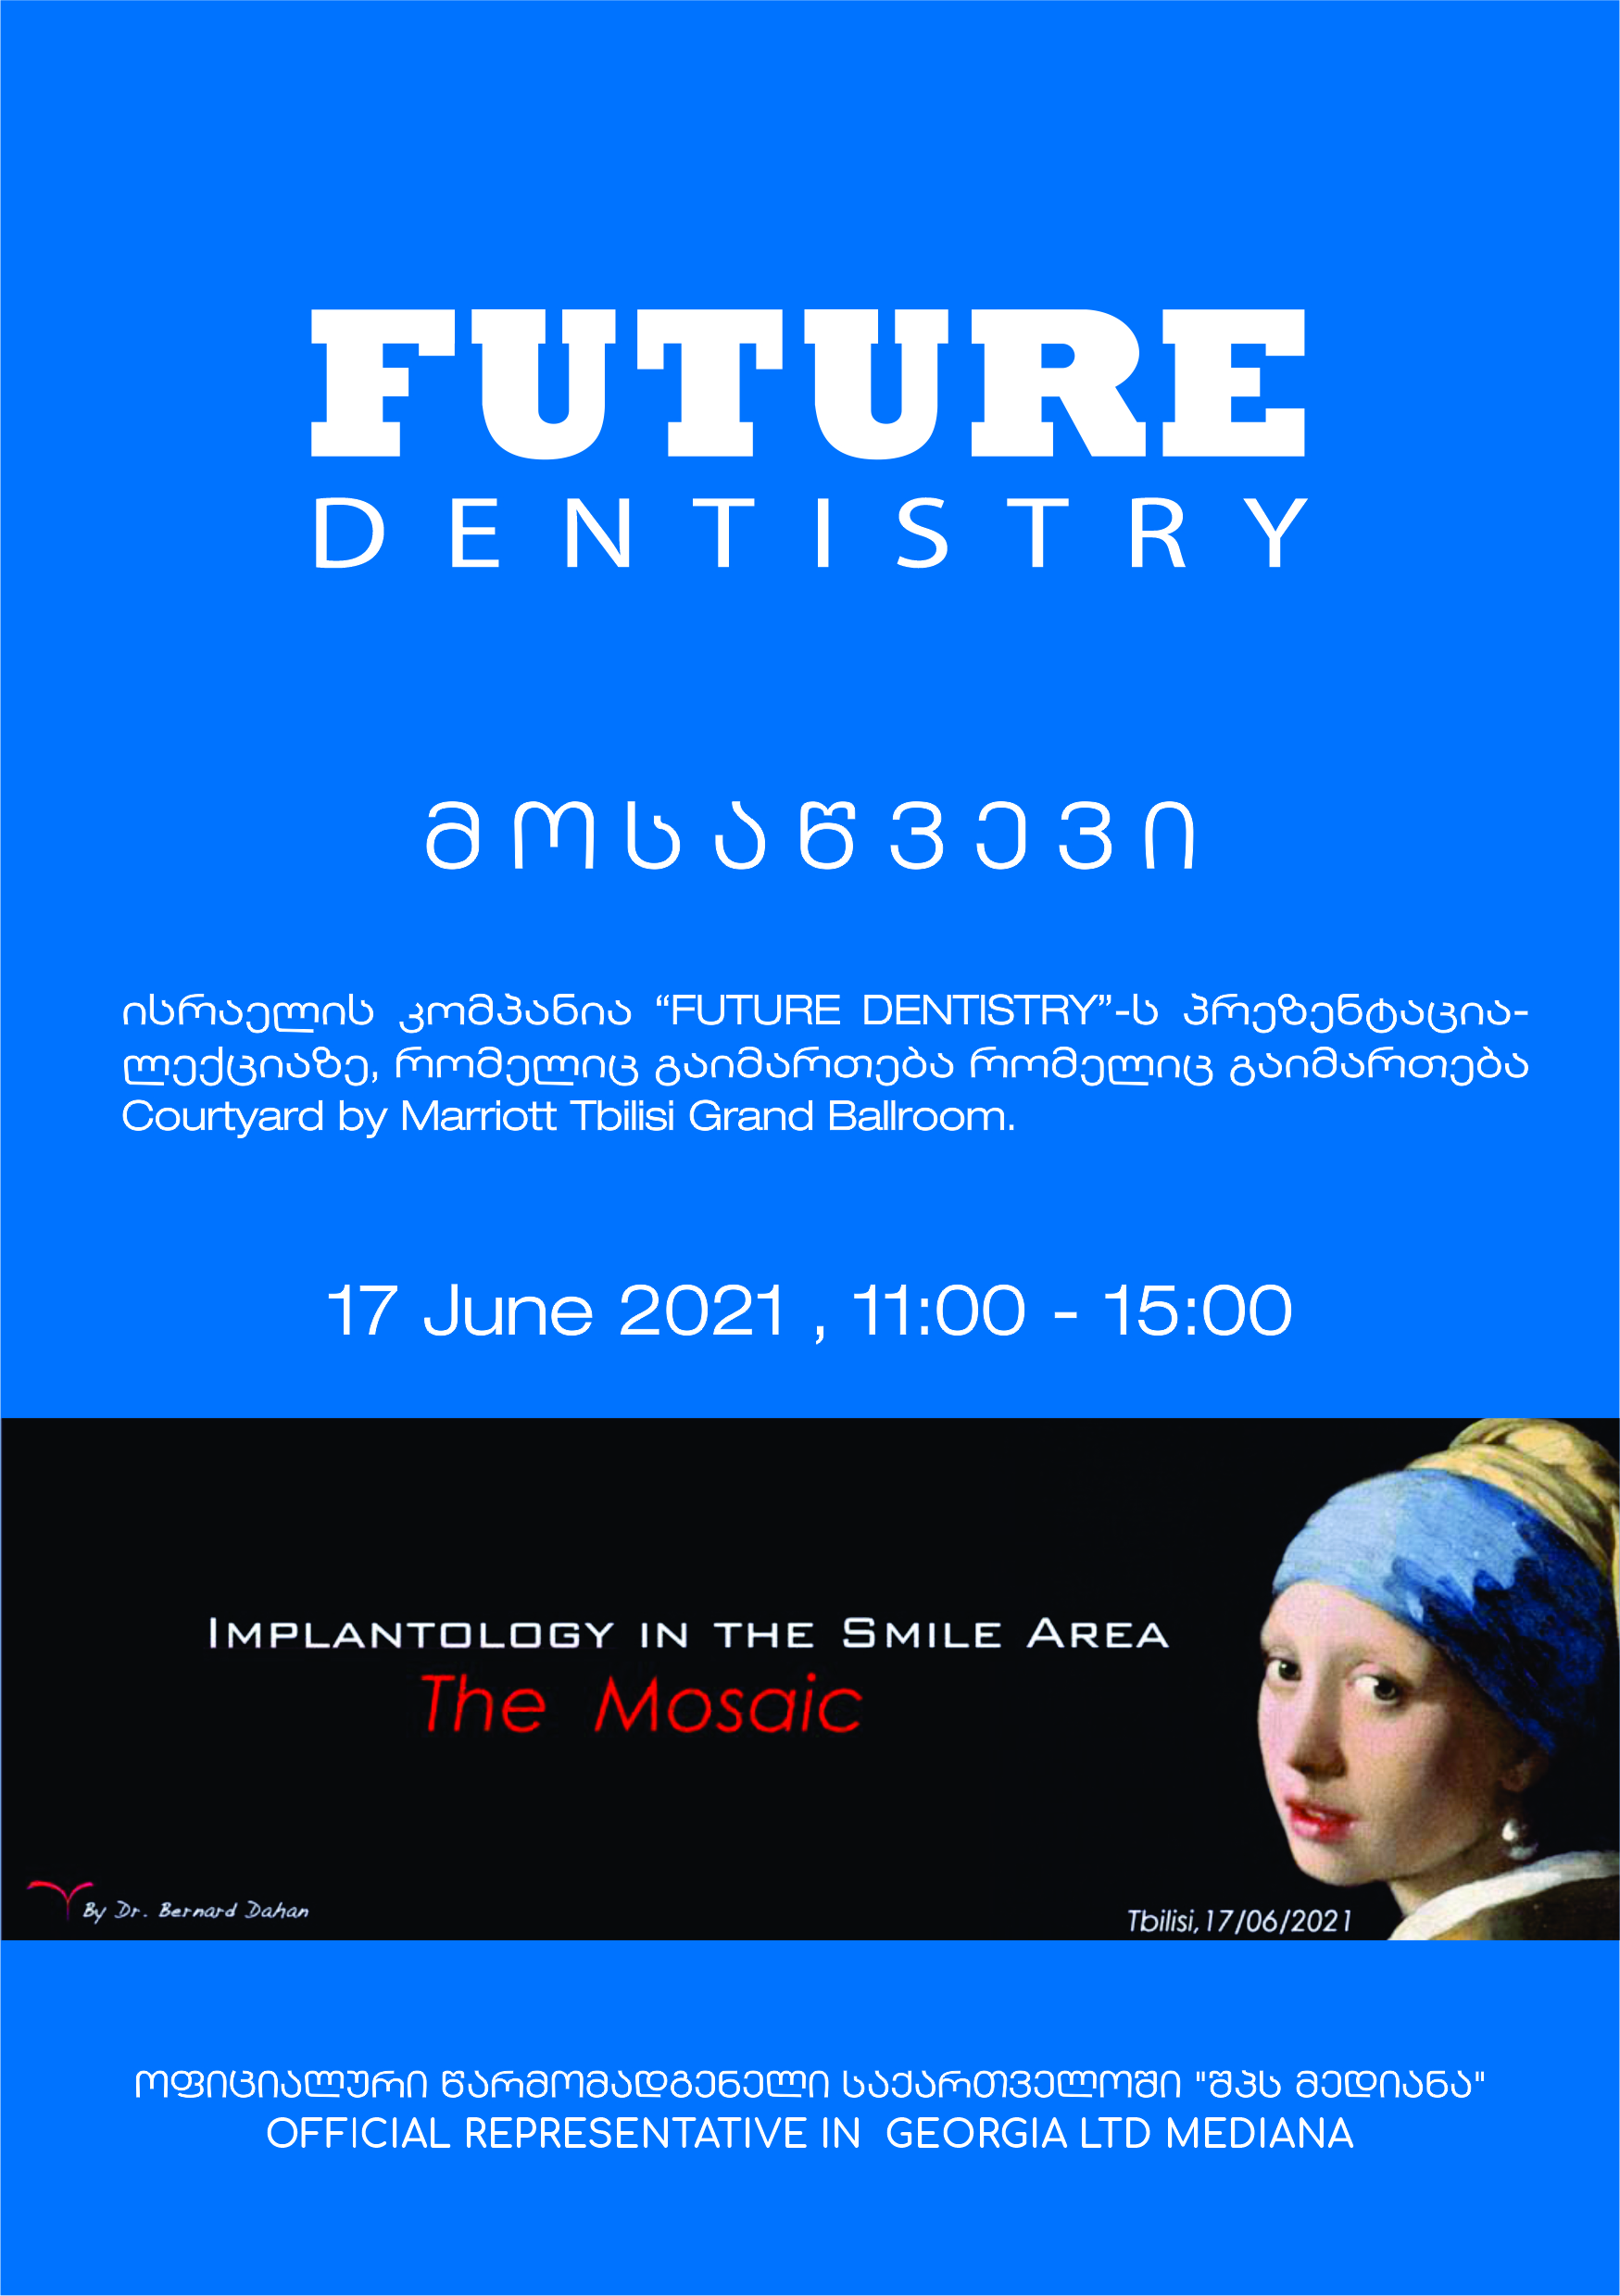 FUTURE
DENTISTRY
მოსაწვევი
ისრაელის კომპანია “FUTURE DENTISTRY”-ს პრეზენტაცია-
ლექციაზე, რომელიც გაიმართება რომელიც გაიმართება
Courtyard by Marriott Tbilisi Grand Ballroom.
17 June 2021 , 11:00 - 15:00
IMPLANTOLOGY IN THE SMILE AREA
The Mosaic
By Dr. Bernard Dahan
Tbilisi, 17/06/2021
ოფიციალური წარმომადგენელი საქართველოში "შპს მედიანა"
OFFICIAL REPRESENTATIVE IN GEORGIA LTD MEDIANA